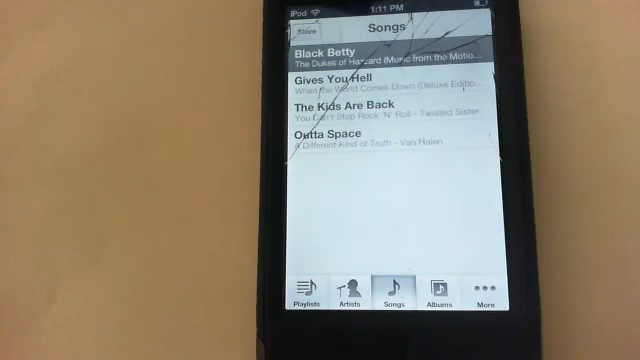 iPod 1:11 PM
Store Songs
Black Betty
The Dukes of Hazzard (Music from the Motio...
Gives You Hell
When the World Comes Down (Deluxe Editio...
The Kids Are Back
You Can't Stop Rock 'N' Roll - Twisted Sister
Outta Space
A Different Kind of Truth - Van Halen
Playlists Artists Songs Albums More